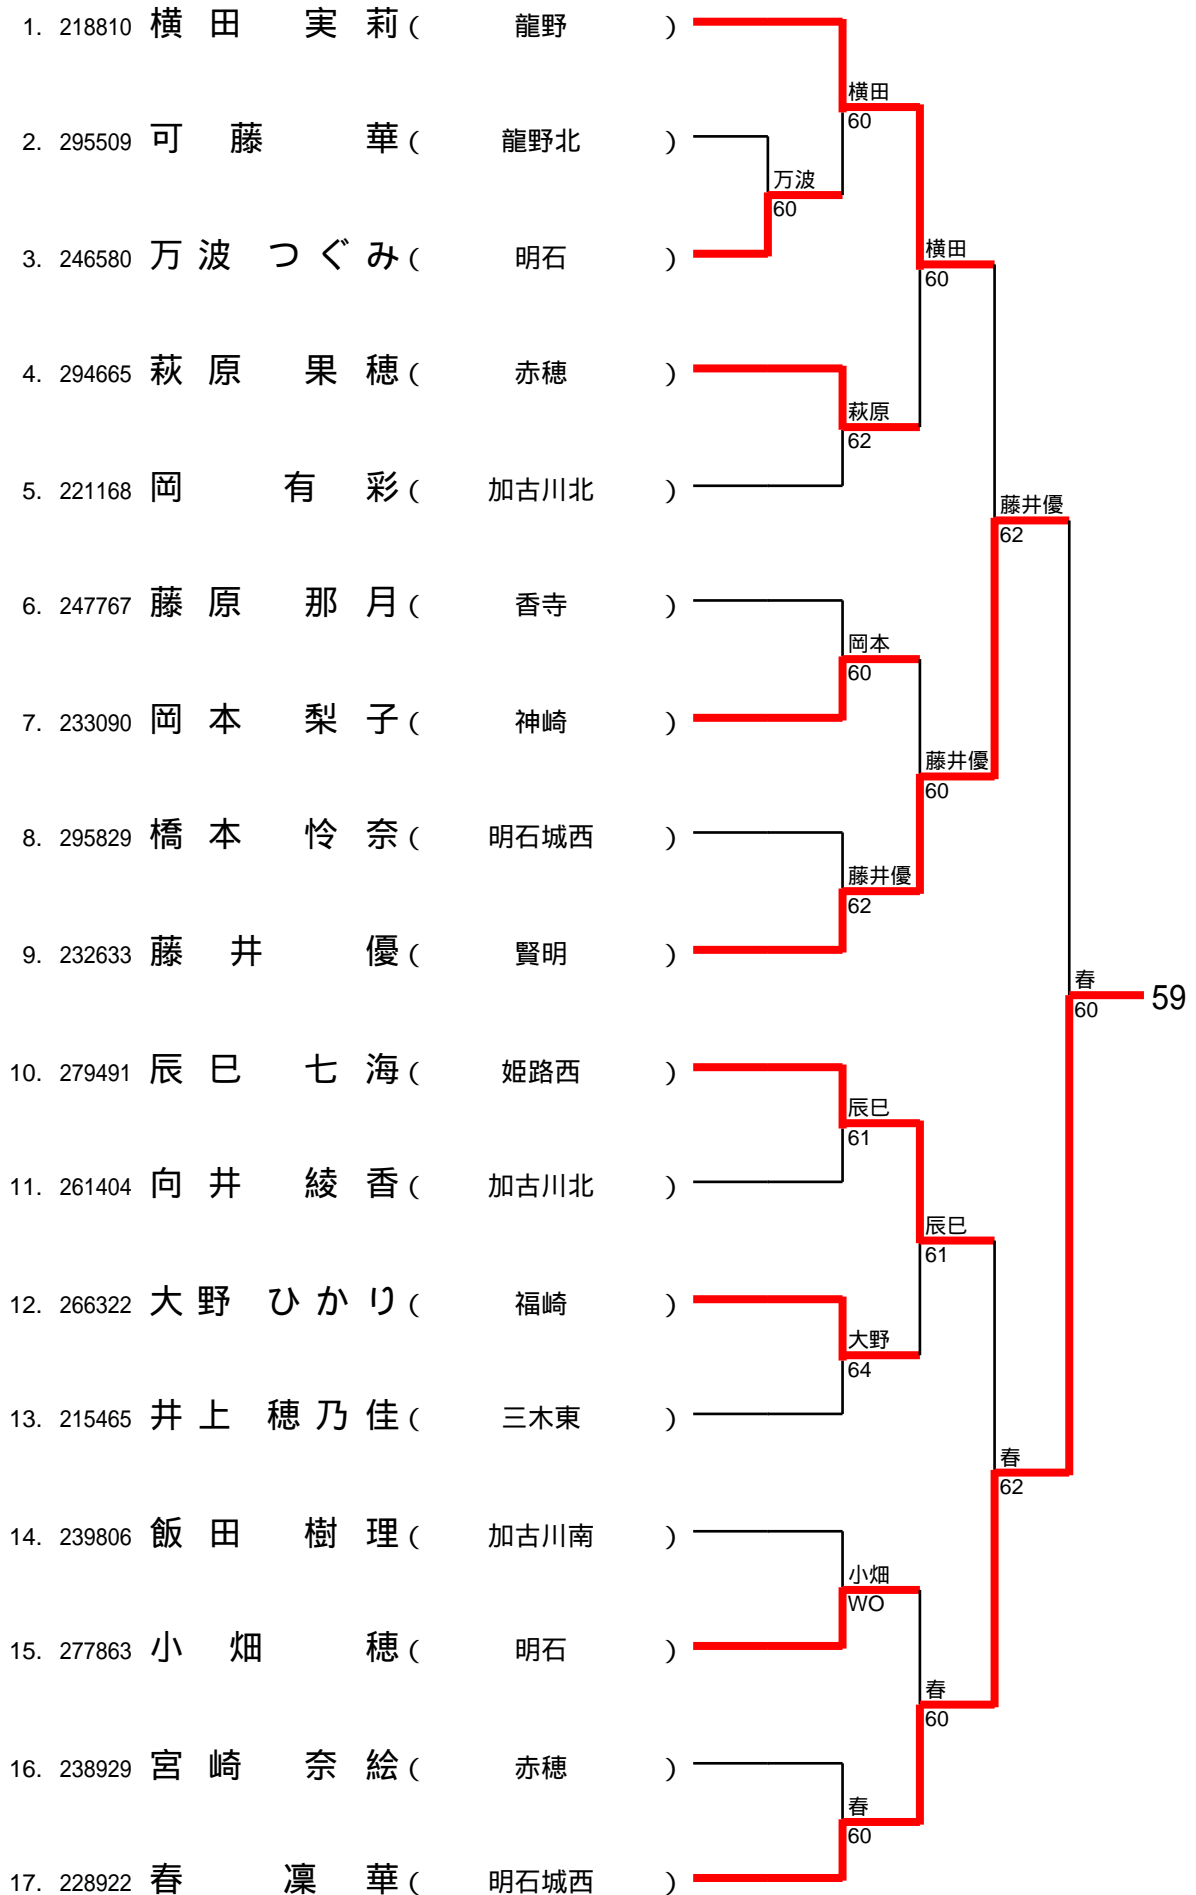 1. 218810 横田 実莉 ( 龍野 )
横田
60
2. 295509 可藤 華 ( 龍野北 )
万波
60
3. 246580 万波 つぐみ ( 明石 )
横田
60
4. 294665 萩原 果穂 ( 赤穂 )
萩原
62
5. 221168 岡 有彩 ( 加古川北 )
藤井優
62
6. 247767 藤原 那月 ( 香寺 )
岡本
60
7. 233090 岡本 梨子 ( 神崎 )
藤井優
60
8. 295829 橋本 怜奈 ( 明石城西 )
藤井優
62
9. 232633 藤井 優 ( 賢明 )
春
60
59
10. 279491 辰巳 七海 ( 姫路西 )
辰巳
61
11. 261404 向井 綾香 ( 加古川北 )
辰巳
61
12. 266322 大野 ひかり ( 福崎 )
大野
64
13. 215465 井上 穂乃佳 ( 三木東 )
春
62
14. 239806 飯田 樹理 ( 加古川南 )
小畑
WO
15. 277863 小畑 穂 ( 明石 )
春
60
16. 238929 宮崎 奈絵 ( 赤穂 )
春
60
17. 228922 春 凜華 ( 明石城西 )